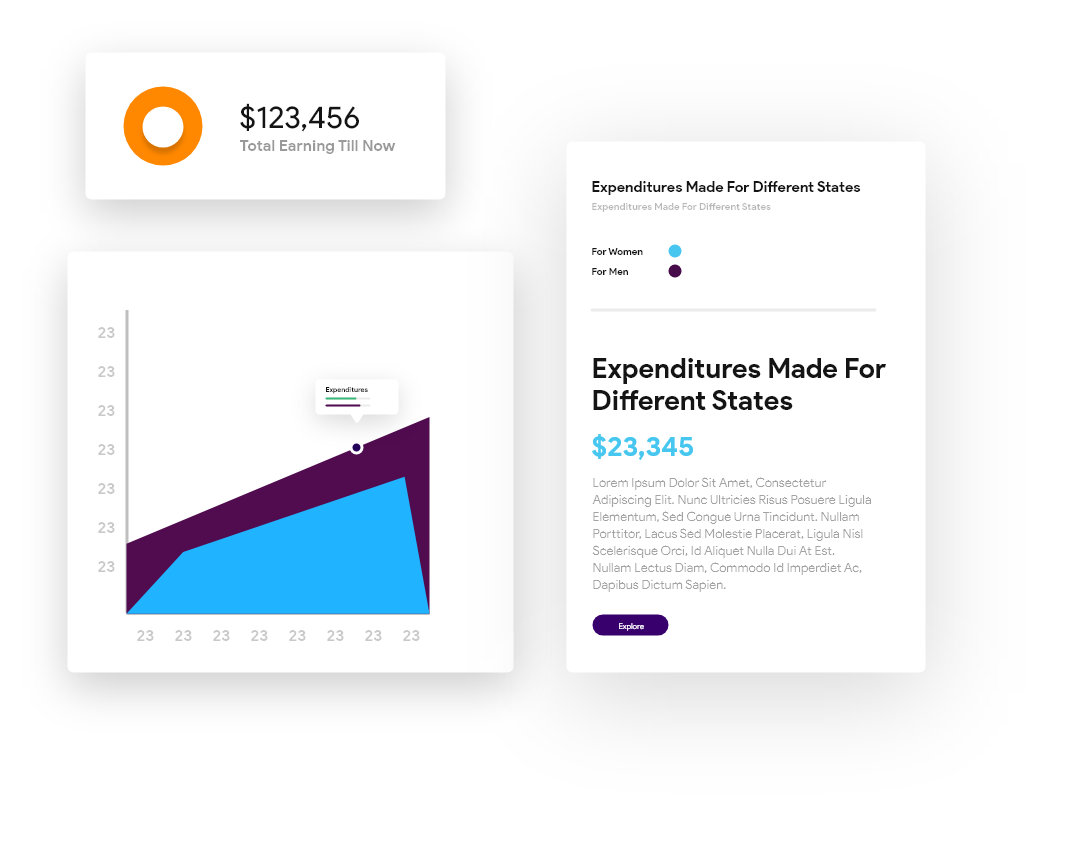 $123,456
Total Earning Till Now
23
23
23
23
23
23
23
23 23 23 23 23 23 23 23
Expenditures
Expenditures Made For Different States
Expenditures Made For Different States
For Women
For Men
Expenditures Made For
Different States
$23,345
Lorem Ipsum Dolor Sit Amet, Consectetur
Adipiscing Elit. Nunc Ultricies Risus Posuere Ligula
Elementum, Sed Congue Urna Tincidunt. Nullam
Porttitor, Lacus Sed Molestie Placerat, Ligula Nisl
Scelerisque Orci, Id Aliquet Nulla Dui At Est.
Nullam Lectus Diam, Commodo Id Imperdiet Ac,
Dapibus Dictum Sapien.
Explore